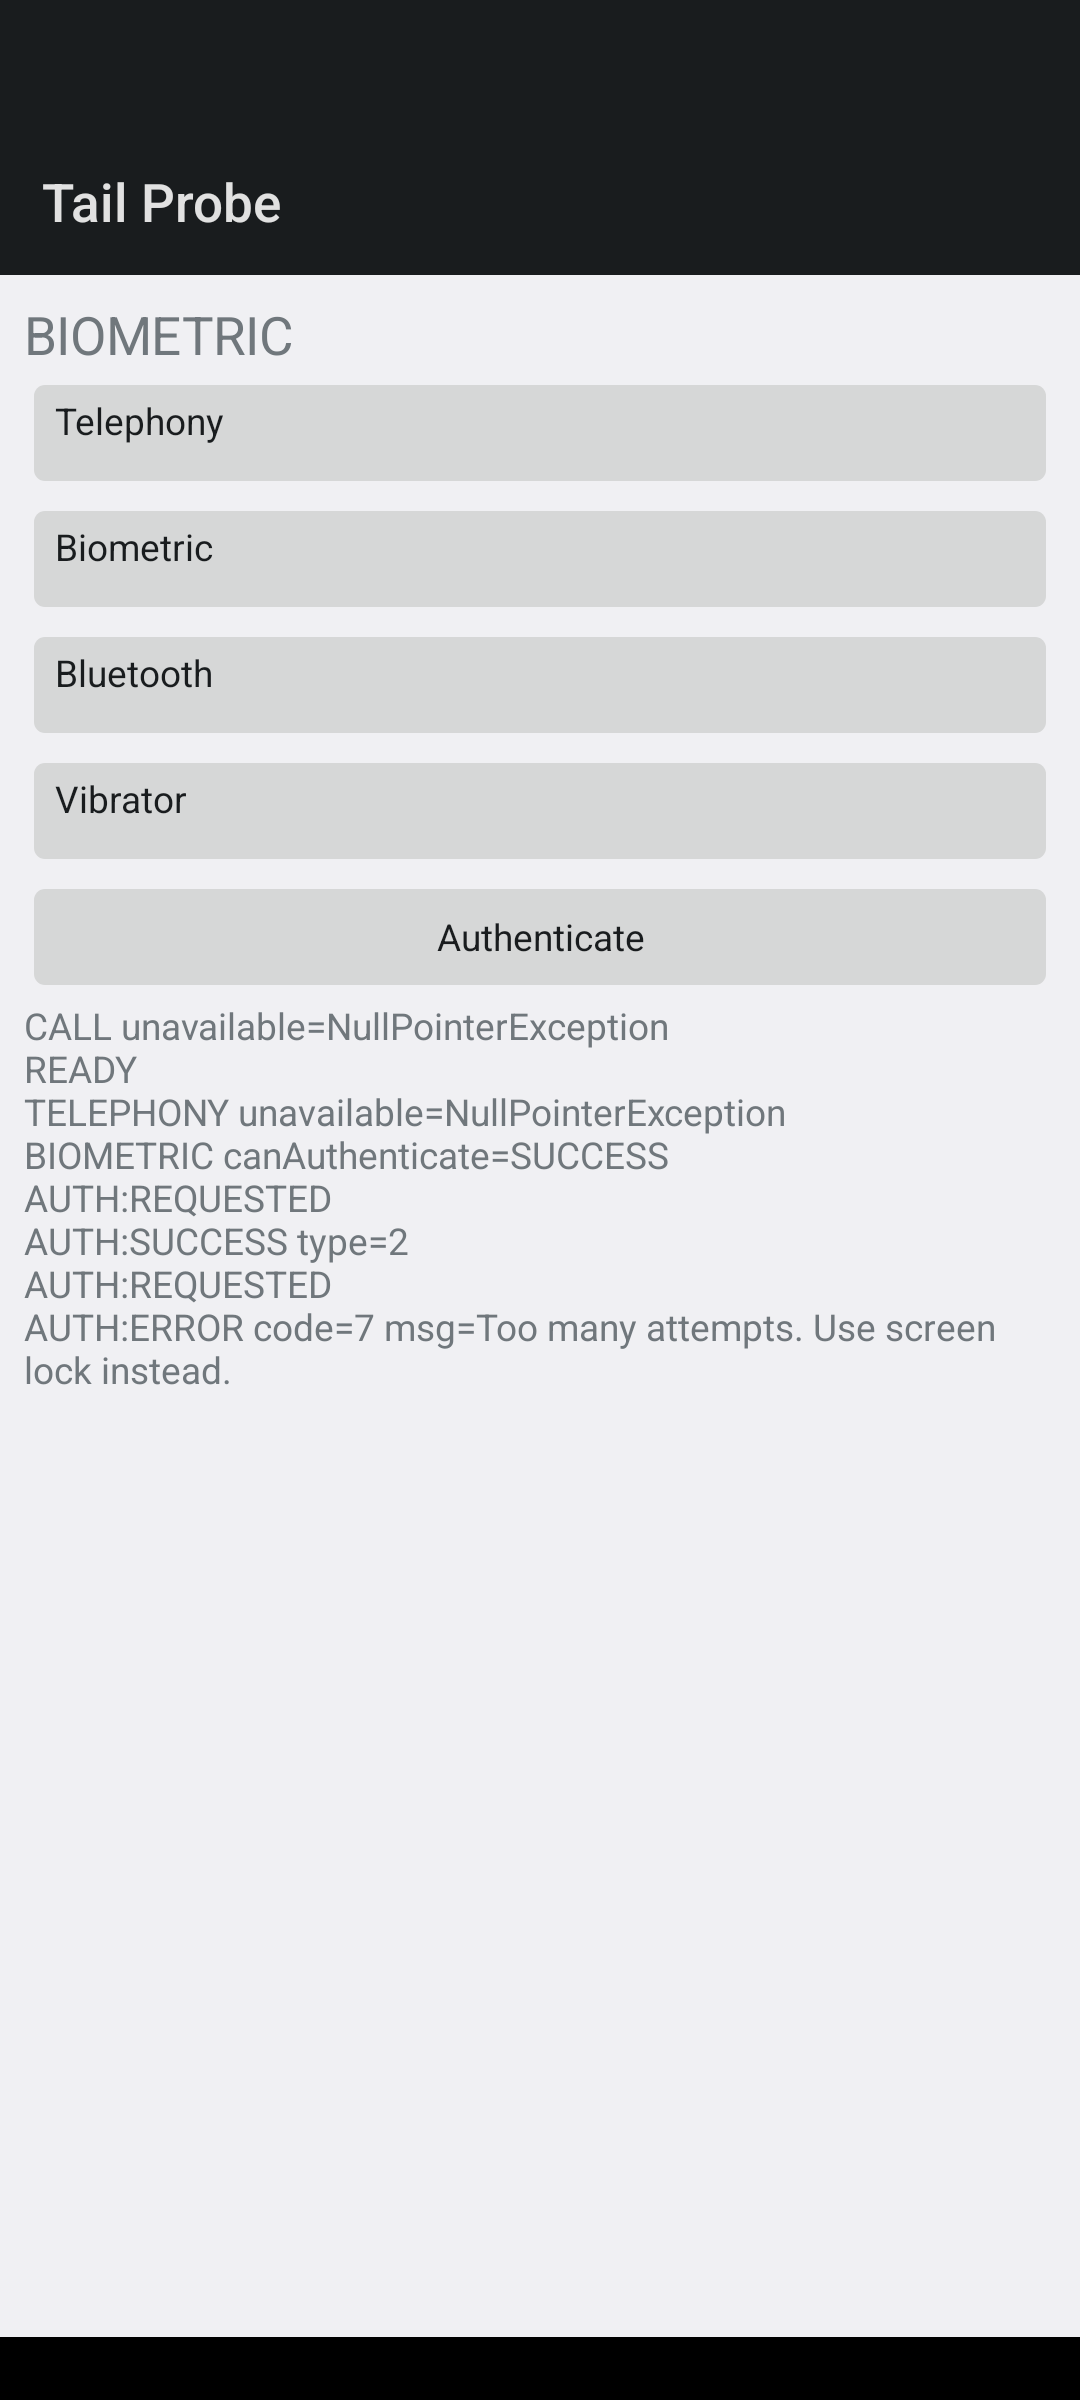 Tail Probe
BIOMETRIC
Telephony
Biometric
Bluetooth
Vibrator
Authenticate
CALL unavailable=NullPointerException
READY
TELEPHONY unavailable=NullPointerException
BIOMETRIC canAuthenticate=SUCCESS
AUTH:REQUESTED
AUTH:SUCCESS type=2
AUTH:REQUESTED
AUTH:ERROR code=7 msg=Too many attempts. Use screen
lock instead.